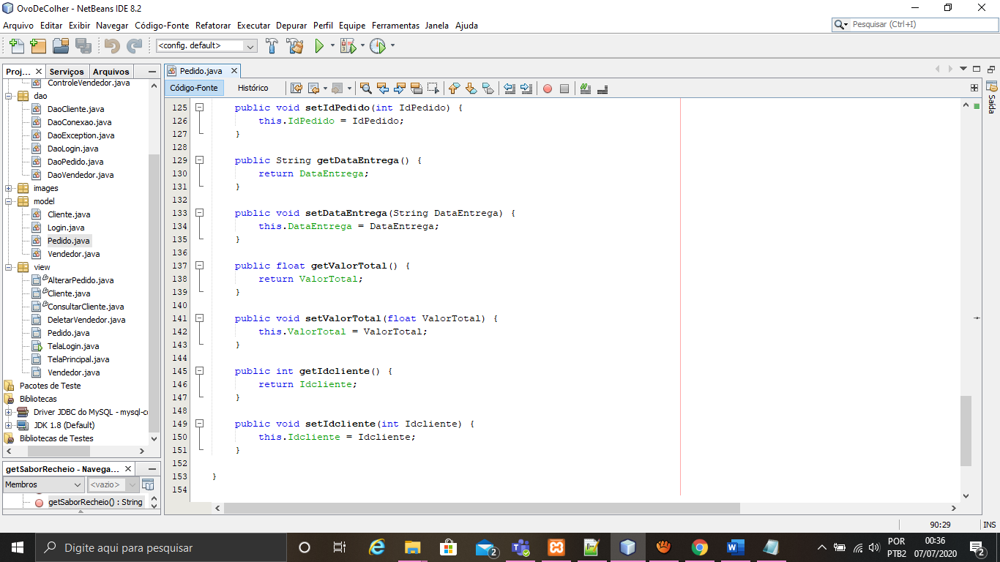 OvoDeColher - NetBeans IDE 8.2
Arquivo Editar Exibir Navegar Código-Fonte Refatorar Executar Depurar Perfil Equipe Ferramentas Janela Ajuda
Pesquisar (Ctrl+I)
<config. default>
Proj... Serviços Arquivos
Pedido.java
Código-Fonte Histórico
ControleVendedor.java
dao
DaoCliente.java
DaoConexao.java
DaoException.java
DaoLogin.java
DaoPedido.java
DaoVendedor.java
images
model
Cliente.java
Login.java
Pedido.java
Vendedor.java
view
AlterarPedido.java
Cliente.java
ConsultarCliente.java
DeletarVendedor.java
Pedido.java
TelaLogin.java
TelaPrincipal.java
Vendedor.java
Pacotes de Teste
Bibliotecas
Driver JDBC do MySQL - mysql-c
JDK 1.8 (Default)
Bibliotecas de Testes
getSaborRecheio - Navega...
Membros <vazio>
getSaborRecheio() : String
125 public void setIdPedido(int IdPedido) {
126 this.IdPedido = IdPedido;
127 }
128
129 public String getDataEntrega() {
130 return DataEntrega;
131 }
132
133 public void setDataEntrega(String DataEntrega) {
134 this.DataEntrega = DataEntrega;
135 }
136
137 public float getValorTotal() {
138 return ValorTotal;
139 }
140
141 public void setValorTotal(float ValorTotal) {
142 this.ValorTotal = ValorTotal;
143 }
144
145 public int getIdcliente() {
146 return Idcliente;
147 }
148
149 public void setIdcliente(int Idcliente) {
150 this.Idcliente = Idcliente;
151 }
152
153 }
154
Saída
90:29 INS
Digite aqui para pesquisar
2
POR
PTB2
00:36
07/07/2020
2